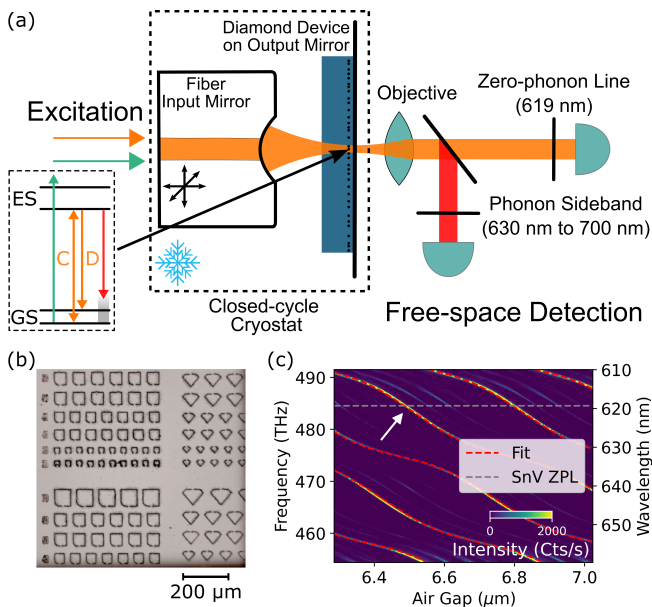 (a)
Diamond Device
on Output Mirror
Fiber
Input Mirror
Objective
Zero-phonon Line
(619 nm)
Excitation
ES
C
D
GS
Phonon Sideband
(630 nm to 700 nm)
Closed-cycle
Cryostat
Free-space Detection
(b)
200 μm
(c)
490
480
470
460
Frequency (THz)
610
620
630
640
650
Wavelength (nm)
Fit
SnV ZPL
0
2000
Intensity (Cts/s)
6.4
6.6
6.8
7.0
Air Gap (μm)